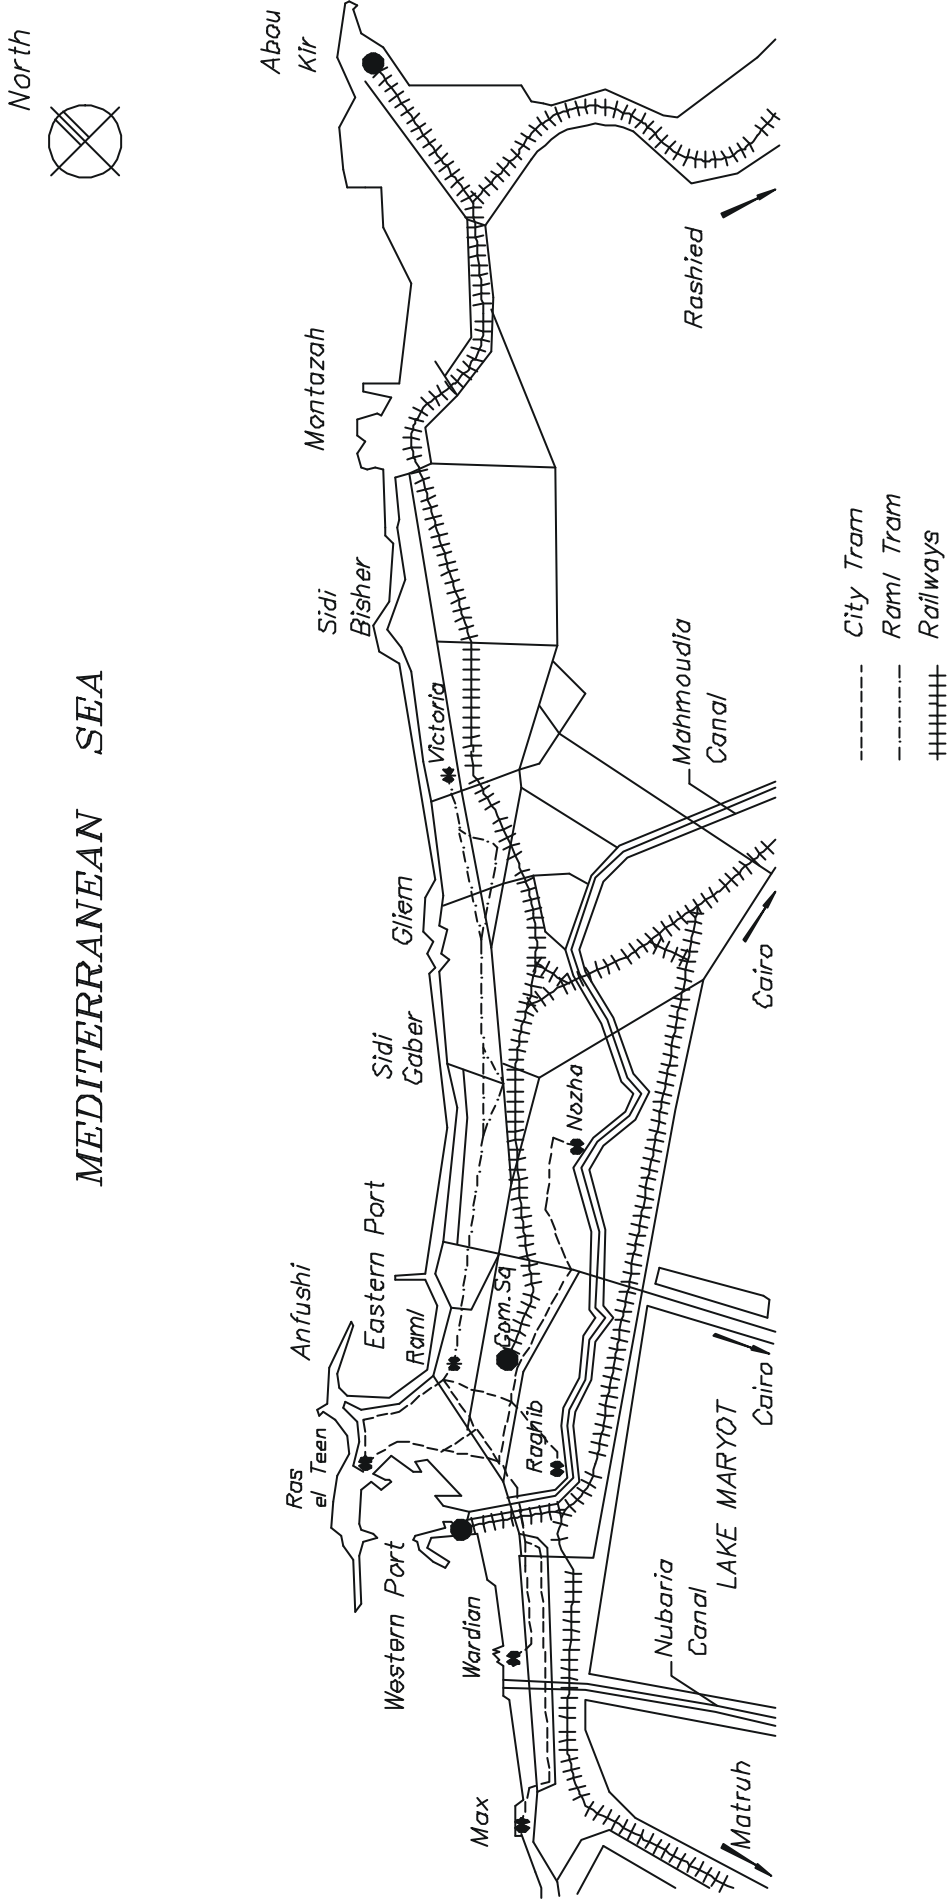 North
MEDITERRANEAN SEA
Abou
Kir
Montazah
Sidi
Bisher
Victoria
Gliem
Sidi
Gaber
Eastern Port
Anfushi
Raml
Gom.Sq
Ras
el Teen
Raghib
Nozha
Western Port
Wardian
Max
Rashied
Mahmoudia
Canal
Cairo
Cairo
LAKE MARYOT
Nubaria
Canal
Matruh
City Tram
Raml Tram
Railways